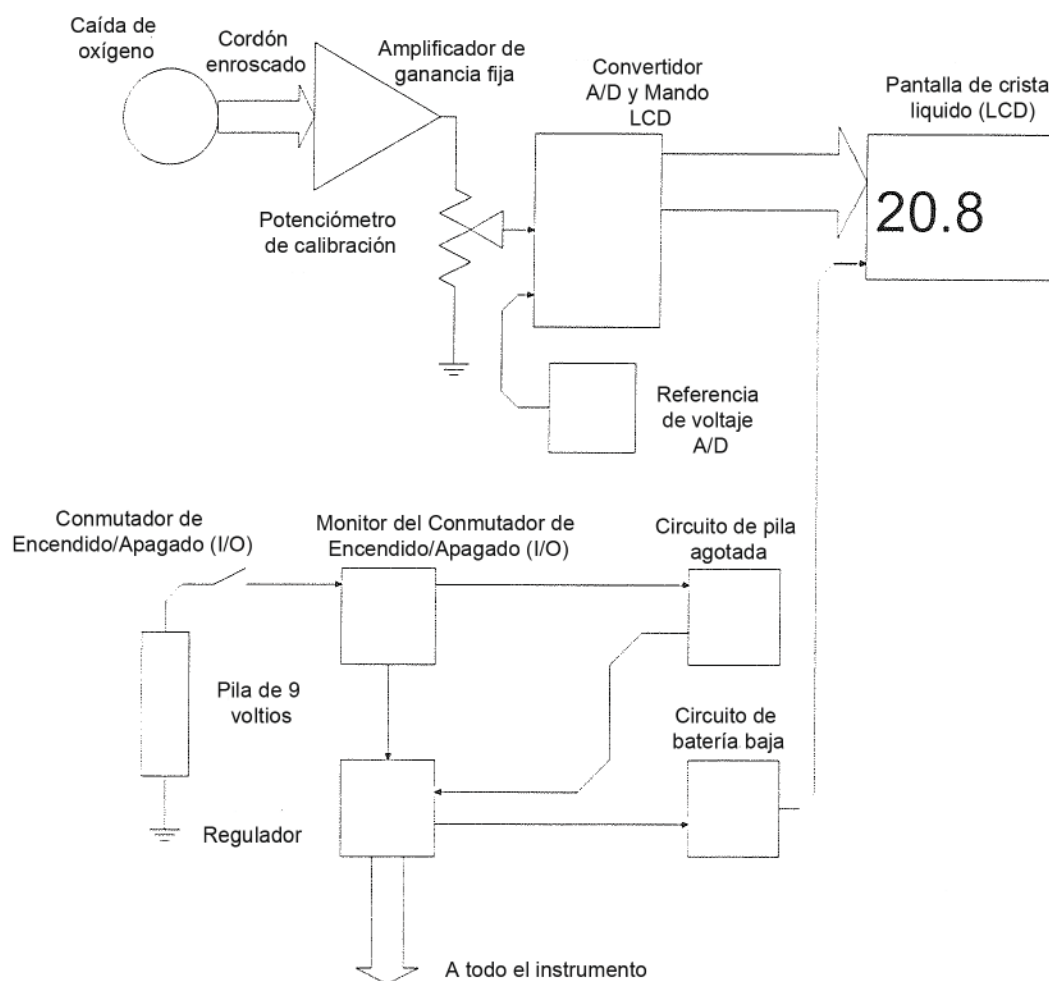 Caída de
oxígeno
Cordón
enroscado
Amplificador de
ganancia fija
Convertidor
A/D y Mando
LCD
Pantalla de crista
liquido (LCD)
20.8
Potenciómetro
de calibración
Referencia
de voltaje
A/D
Conmutador de
Encendido/Apagado (I/O)
Monitor del Conmutador de
Encendido/Apagado (I/O)
Circuito de pila
agotada
Pila de 9
voltios
Circuito de
batería baja
Regulador
A todo el instrumento